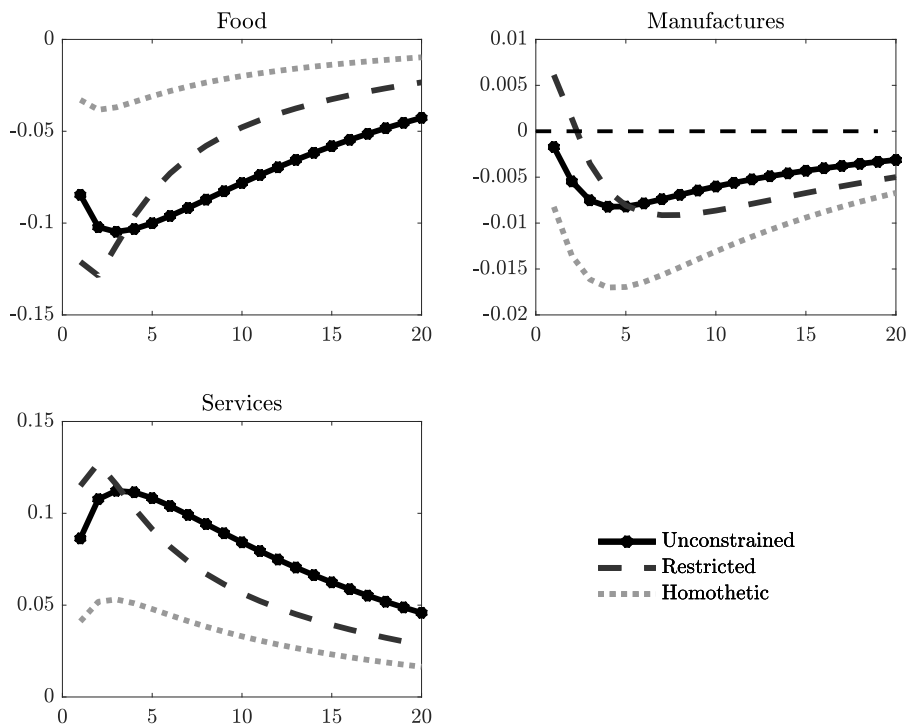 Food
0
-0.05
-0.1
-0.15
0 5 10 15 20
Manufactures
0.01
0.005
0
-0.005
-0.01
-0.015
-0.02
0 5 10 15 20
Services
0.15
0.1
0.05
0
0 5 10 15 20
Unconstrained
Restricted
Homothetic